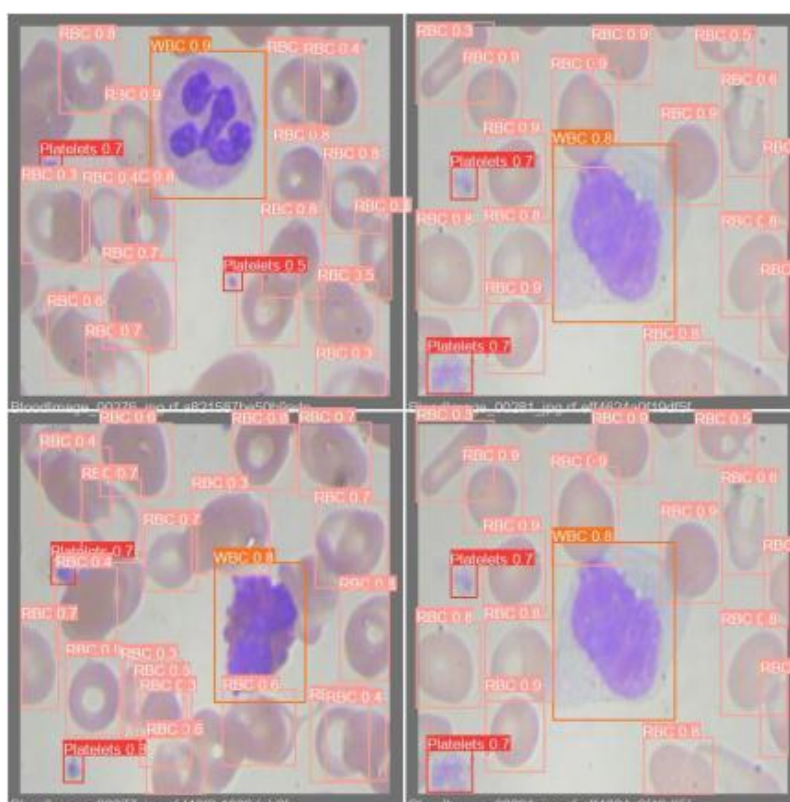 RBC 0.8
WBC 0.9
RBC
RBC 0.4
RBC 0.9
RBC 0.8
Platelets 0.7
RBC 0.8
RBC 0.3
RBC 0.4
C 0.8
RBC 0.8
RBC 0.7
Platelets 0.5
RBC 0.6
RBC 0.7
RBC 0.3
RBC 0.3
RBC 0.9
RBC 0.5
RBC 0.9
RBC 0.9
RBC 0.6
RBC 0.9
WBC 0.8
Platelets 0.7
RBC
RBC 0.8
RBC 0.8
RBC 0.8
RBC
RBC 0.9
Platelets 0.7
RBC 0.8
RBC 0.6
RBC 0.8
RBC 0.7
RBC 0.4
RBC 0.7
RBC 0.3
RBC 0.7
RBC 0.7
Platelets 0.7
WBC 0.8
RBC 0.4
RBC 0.7
RBC 0.3
RBC 0.3
RBC 0.6
RBC 0.4
RBC 0.6
Platelets 0.8
RBC 0.3
RBC 0.9
RBC 0.5
RBC 0.9
RBC 0.9
RBC 0.6
RBC 0.9
WBC 0.8
Platelets 0.7
RBC
RBC 0.8
RBC 0.8
RBC 0.8
RBC
RBC 0.9
Platelets 0.7
RBC 0.8